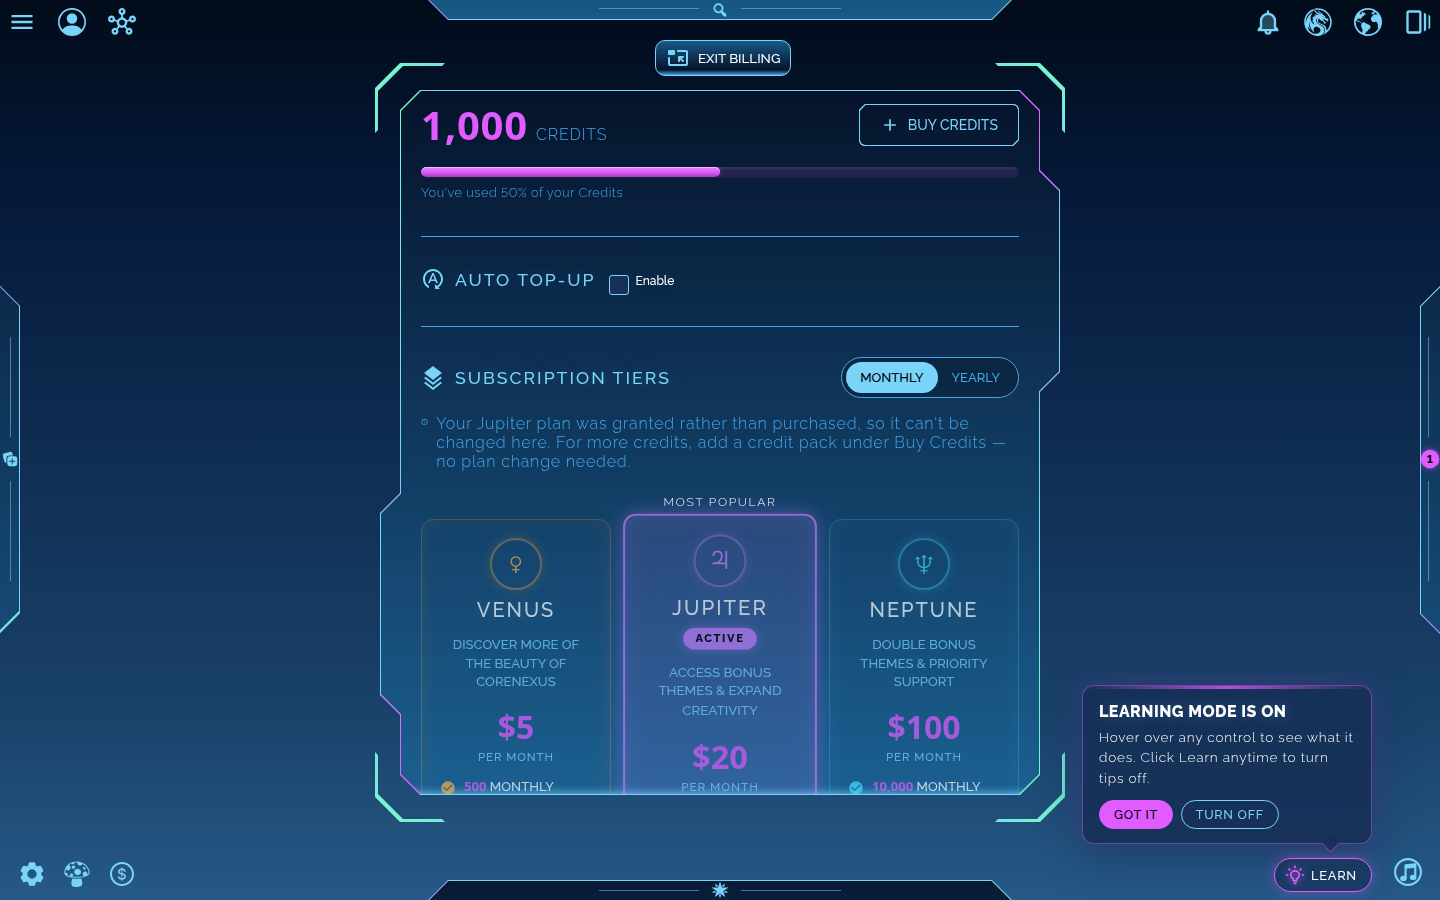 EXIT BILLING
1,000 CREDITS
BUY CREDITS
You've used 50% of your Credits
AUTO TOP-UP
Enable
SUBSCRIPTION TIERS
MONTHLY
YEARLY
Your Jupiter plan was granted rather than purchased, so it can't be
changed here. For more credits, add a credit pack under Buy Credits —
no plan change needed.
MOST POPULAR
VENUS
DISCOVER MORE OF
THE BEAUTY OF
CORENEXUS
$5
PER MONTH
500 MONTHLY
JUPITER
ACTIVE
ACCESS BONUS
THEMES & EXPAND
CREATIVITY
$20
PER MONTH
NEPTUNE
DOUBLE BONUS
THEMES & PRIORITY
SUPPORT
$100
PER MONTH
10,000 MONTHLY
1
LEARNING MODE IS ON
Hover over any control to see what it
does. Click Learn anytime to turn
tips off.
GOT IT
TURN OFF
LEARN